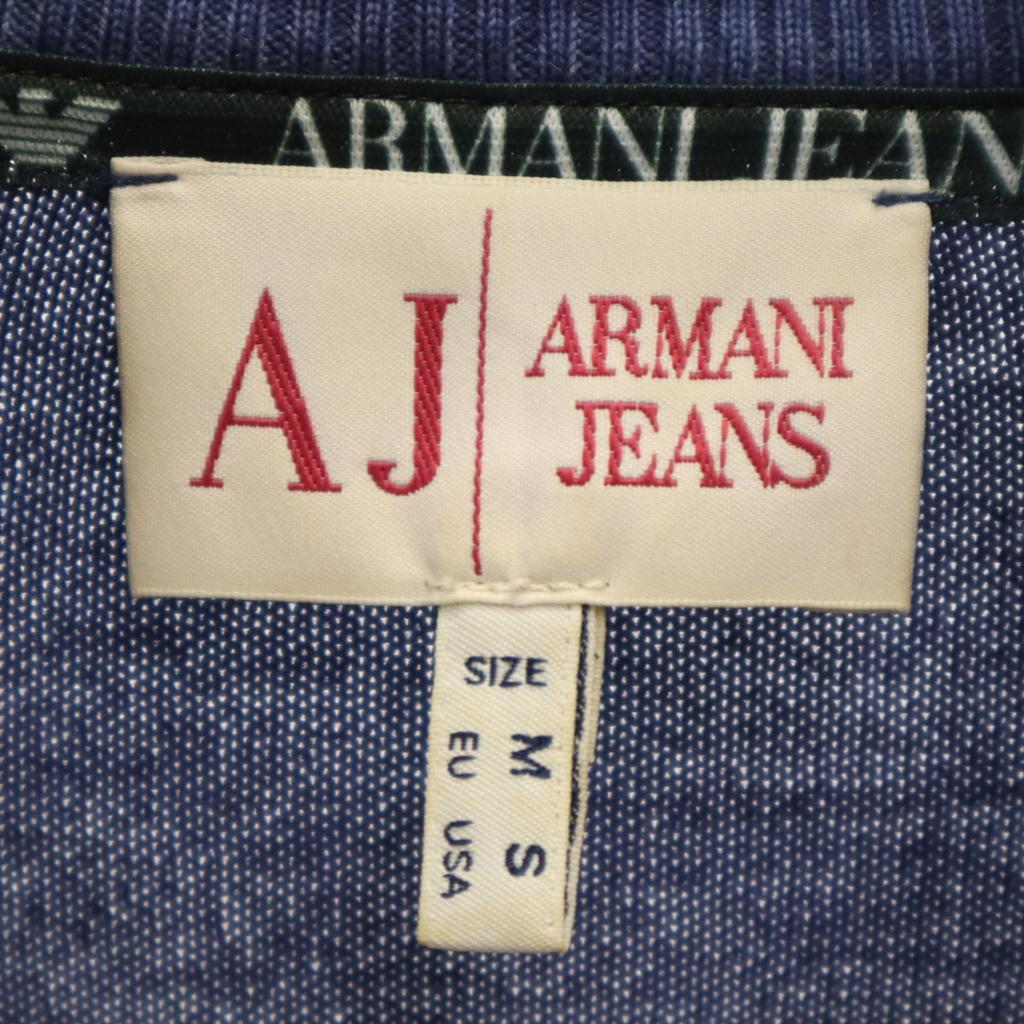 ARMANI JEAN
AJ
ARMANI
JEANS
SIZE
EU M
USA S